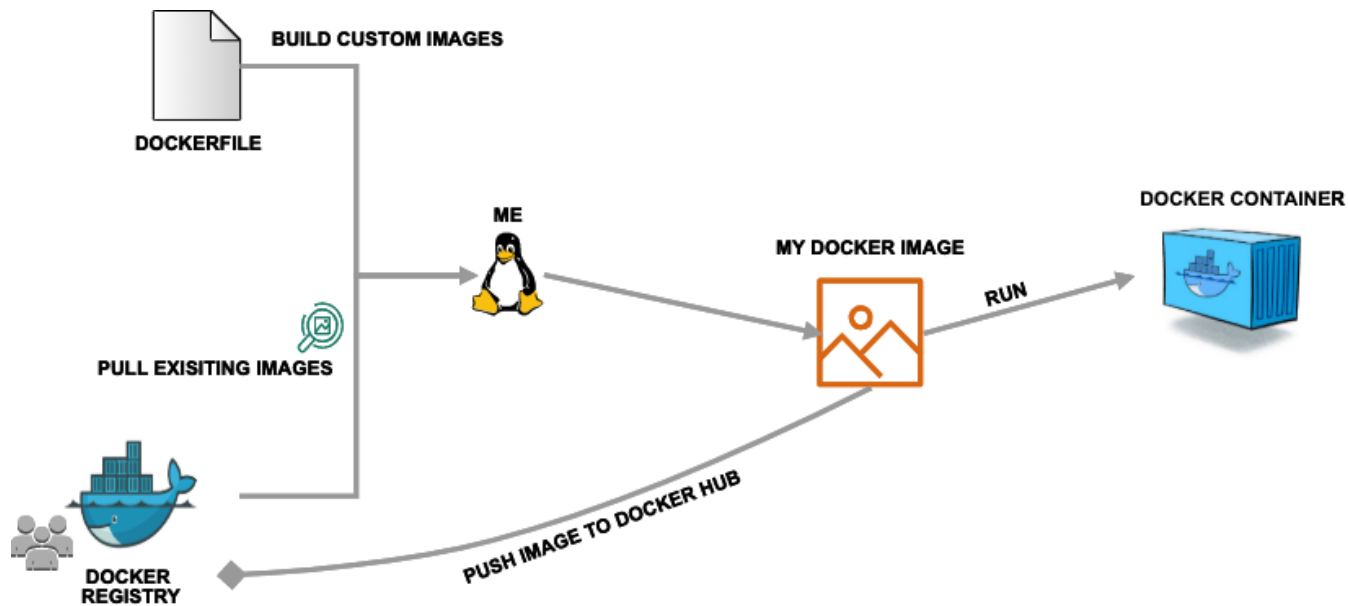 BUILD CUSTOM IMAGES
DOCKERFILE
ME
DOCKER CONTAINER
MY DOCKER IMAGE
RUN
PULL EXISITING IMAGES
PUSH IMAGE TO DOCKER HUB
DOCKER
REGISTRY